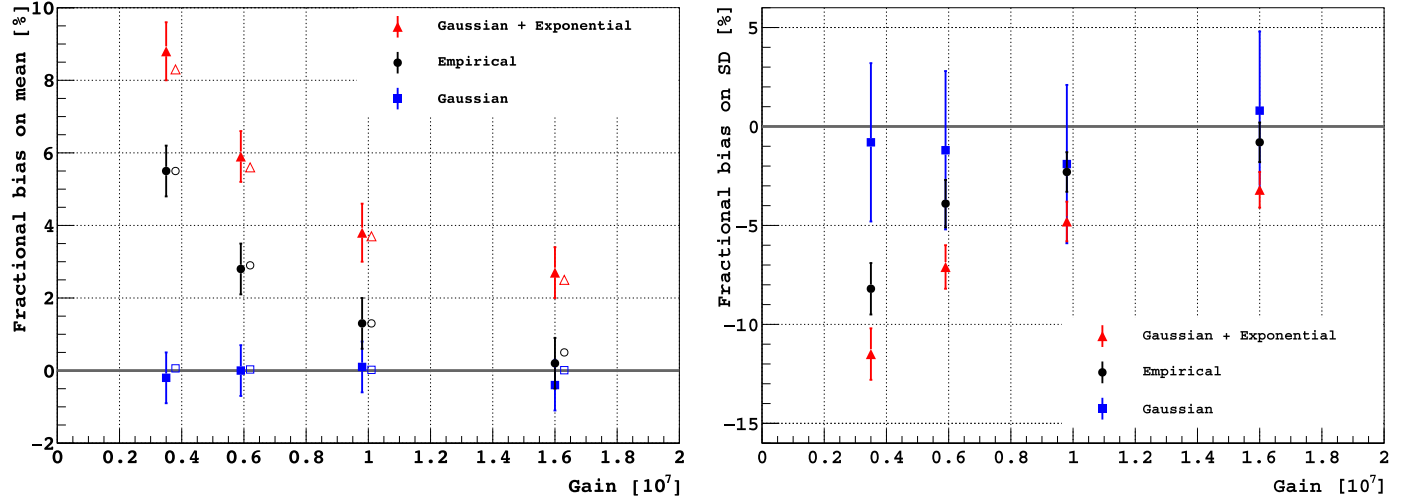 Fractional bias on mean [%]
10
8
6
4
2
0
−2
Gaussian + Exponential
Empirical
Gaussian
0 0.2 0.4 0.6 0.8 1 1.2 1.4 1.6 1.8 2
Gain [10⁷]
Fractional bias on SD [%]
5
0
−5
−10
−15
Gaussian + Exponential
Empirical
Gaussian
0 0.2 0.4 0.6 0.8 1 1.2 1.4 1.6 1.8 2
Gain [10⁷]